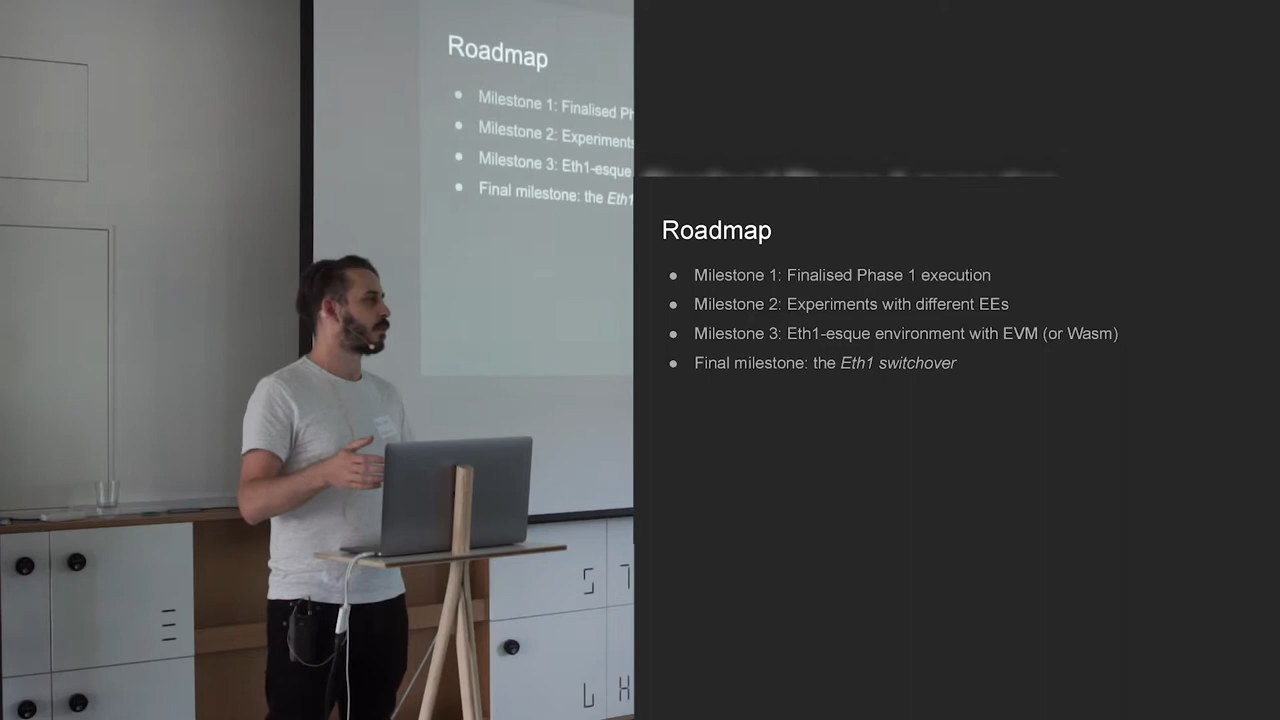 Roadmap
● Milestone 1: Finalised Ph
● Milestone 2: Experiments
● Milestone 3: Eth1-esque
● Final milestone: the Eth1
Roadmap
● Milestone 1: Finalised Phase 1 execution
● Milestone 2: Experiments with different EEs
● Milestone 3: Eth1-esque environment with EVM (or Wasm)
● Final milestone: the Eth1 switchover